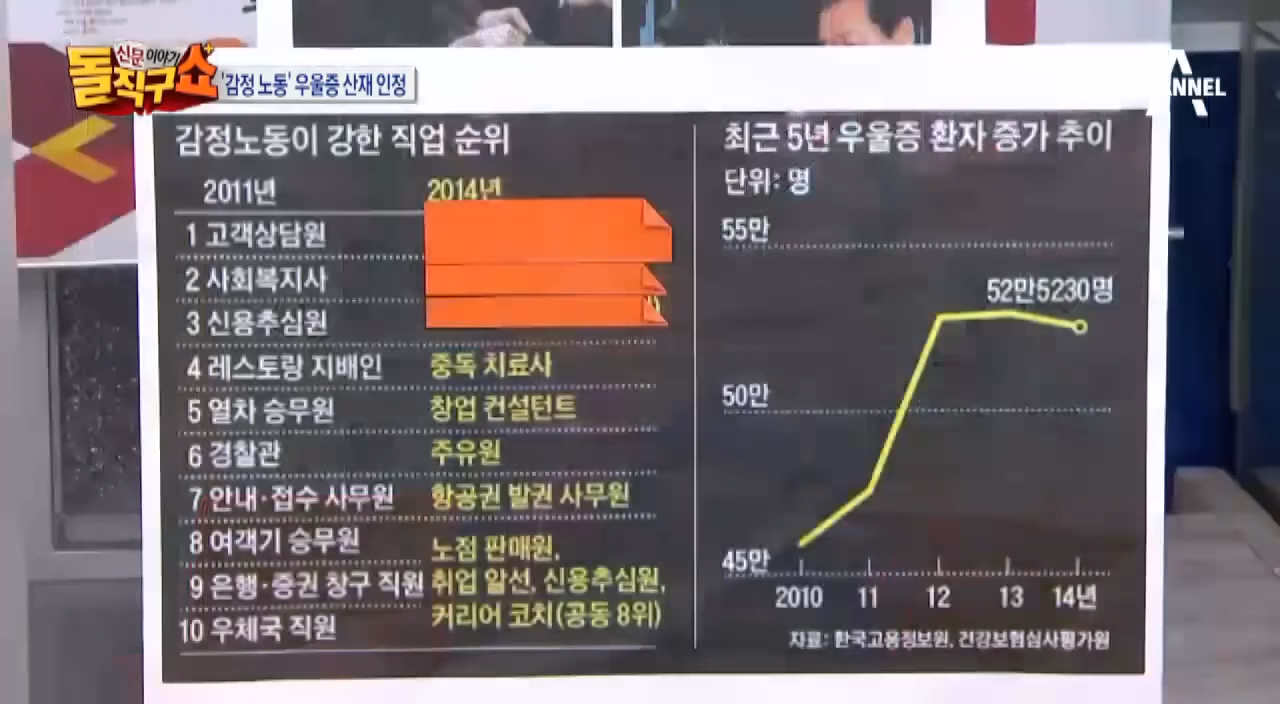 신문이야기
돌직구쇼+
'감정 노동' 우울증 산재 인정
감정노동이 강한 직업 순위
2011년 2014년
1 고객상담원
2 사회복지사
3 신용추심원
4 레스토랑 지배인 중독 치료사
5 열차 승무원 창업 컨설턴트
6 경찰관 주유원
7 안내·접수 사무원 항공권 발권 사무원
8 여객기 승무원 노점 판매원,
9 은행·증권 창구 직원 취업 알선, 신용추심원,
10 우체국 직원 커리어 코치(공동 8위)
최근 5년 우울증 환자 증가 추이
단위: 명
55만
52만5230명
50만
45만
2010 11 12 13 14년
자료: 한국고용정보원, 건강보험심사평가원